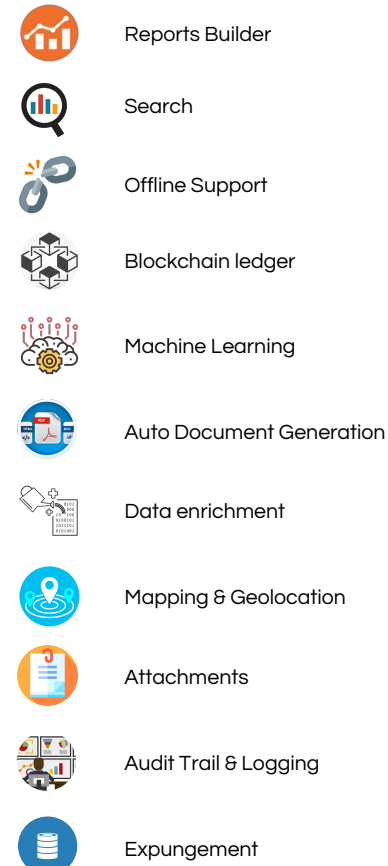 Reports Builder
Search
Offline Support
Blockchain ledger
Machine Learning
Auto Document Generation
Data enrichment
Mapping & Geolocation
Attachments
Audit Trail & Logging
Expungement